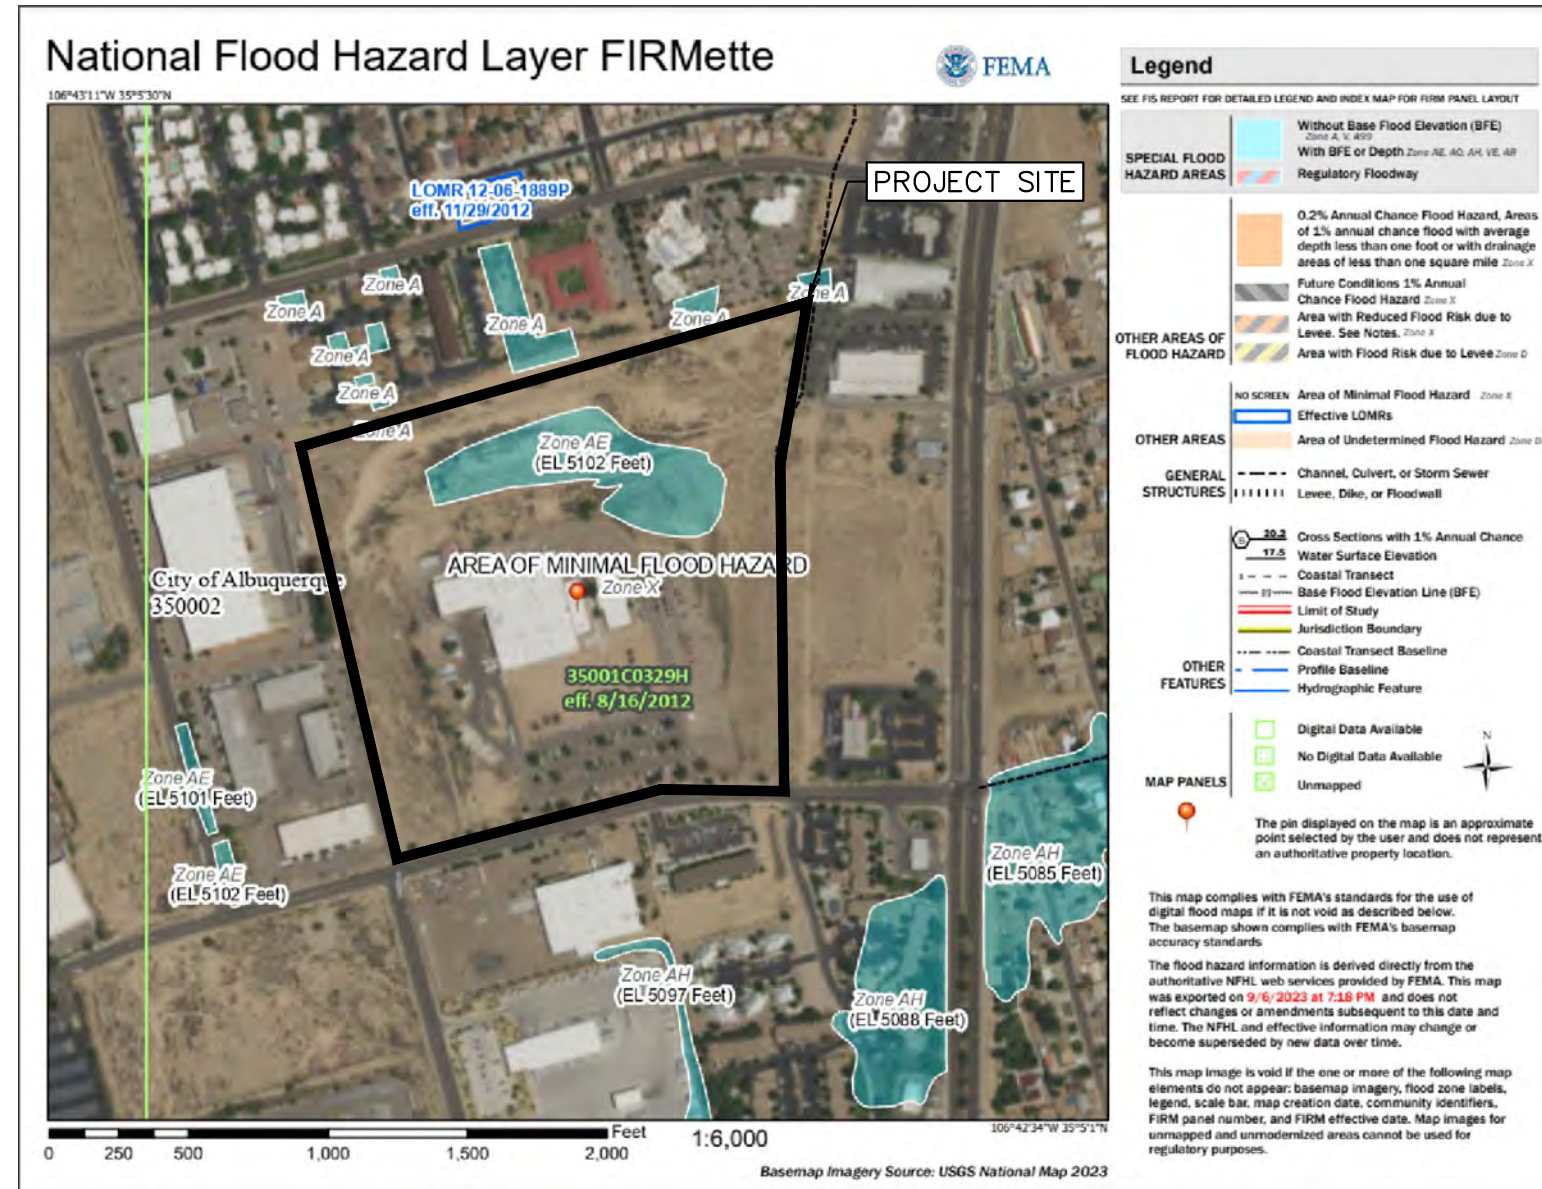 National Flood Hazard Layer FIRMette
FEMA
106°43'11"W 35°5'30"N
PROJECT SITE
LOMR 12-06-1889P
eff. 11/29/2012
Zone A
Zone A
Zone A
Zone A
Zone A
Zone A
Zone A
Zone A
Zone AE
(EL 5102 Feet)
AREA OF MINIMAL FLOOD HAZARD
Zone X
City of Albuquerque
350002
35001C0329H
eff. 8/16/2012
Zone AE
(EL 5101 Feet)
Zone AE
(EL 5102 Feet)
Zone AH
(EL 5085 Feet)
Zone AH
(EL 5097 Feet)
Zone AH
(EL 5088 Feet)
106°42'34"W 35°5'1"N
0 250 500 1,000 1,500 2,000 Feet 1:6,000
Basemap Imagery Source: USGS National Map 2023
Legend
SEE FIS REPORT FOR DETAILED LEGEND AND INDEX MAP FOR FIRM PANEL LAYOUT
SPECIAL FLOOD
HAZARD AREAS
Without Base Flood Elevation (BFE)
Zone A, V, A99
With BFE or Depth Zone AE, AO, AH, VE, AR
Regulatory Floodway
OTHER AREAS OF
FLOOD HAZARD
0.2% Annual Chance Flood Hazard, Areas
of 1% annual chance flood with average
depth less than one foot or with drainage
areas of less than one square mile Zone X
Future Conditions 1% Annual
Chance Flood Hazard Zone X
Area with Reduced Flood Risk due to
Levee. See Notes. Zone X
Area with Flood Risk due to Levee Zone D
OTHER AREAS
NO SCREEN Area of Minimal Flood Hazard Zone X
Effective LOMRs
Area of Undetermined Flood Hazard Zone D
GENERAL
STRUCTURES
Channel, Culvert, or Storm Sewer
Levee, Dike, or Floodwall
OTHER
FEATURES
B 20.2 Cross Sections with 1% Annual Chance
17.5 Water Surface Elevation
Coastal Transect
Base Flood Elevation Line (BFE)
Limit of Study
Jurisdiction Boundary
Coastal Transect Baseline
Profile Baseline
Hydrographic Feature
MAP PANELS
Digital Data Available
No Digital Data Available
Unmapped
N
The pin displayed on the map is an approximate
point selected by the user and does not represent
an authoritative property location.
This map complies with FEMA's standards for the use of
digital flood maps if it is not void as described below.
The basemap shown complies with FEMA's basemap
accuracy standards
The flood hazard information is derived directly from the
authoritative NFHL web services provided by FEMA. This map
was exported on 9/6/2023 at 7:18 PM and does not
reflect changes or amendments subsequent to this date and
time. The NFHL and effective information may change or
become superseded by new data over time.
This map image is void if the one or more of the following map
elements do not appear: basemap imagery, flood zone labels,
legend, scale bar, map creation date, community identifiers,
FIRM panel number, and FIRM effective date. Map images for
unmapped and unmodernized areas cannot be used for
regulatory purposes.